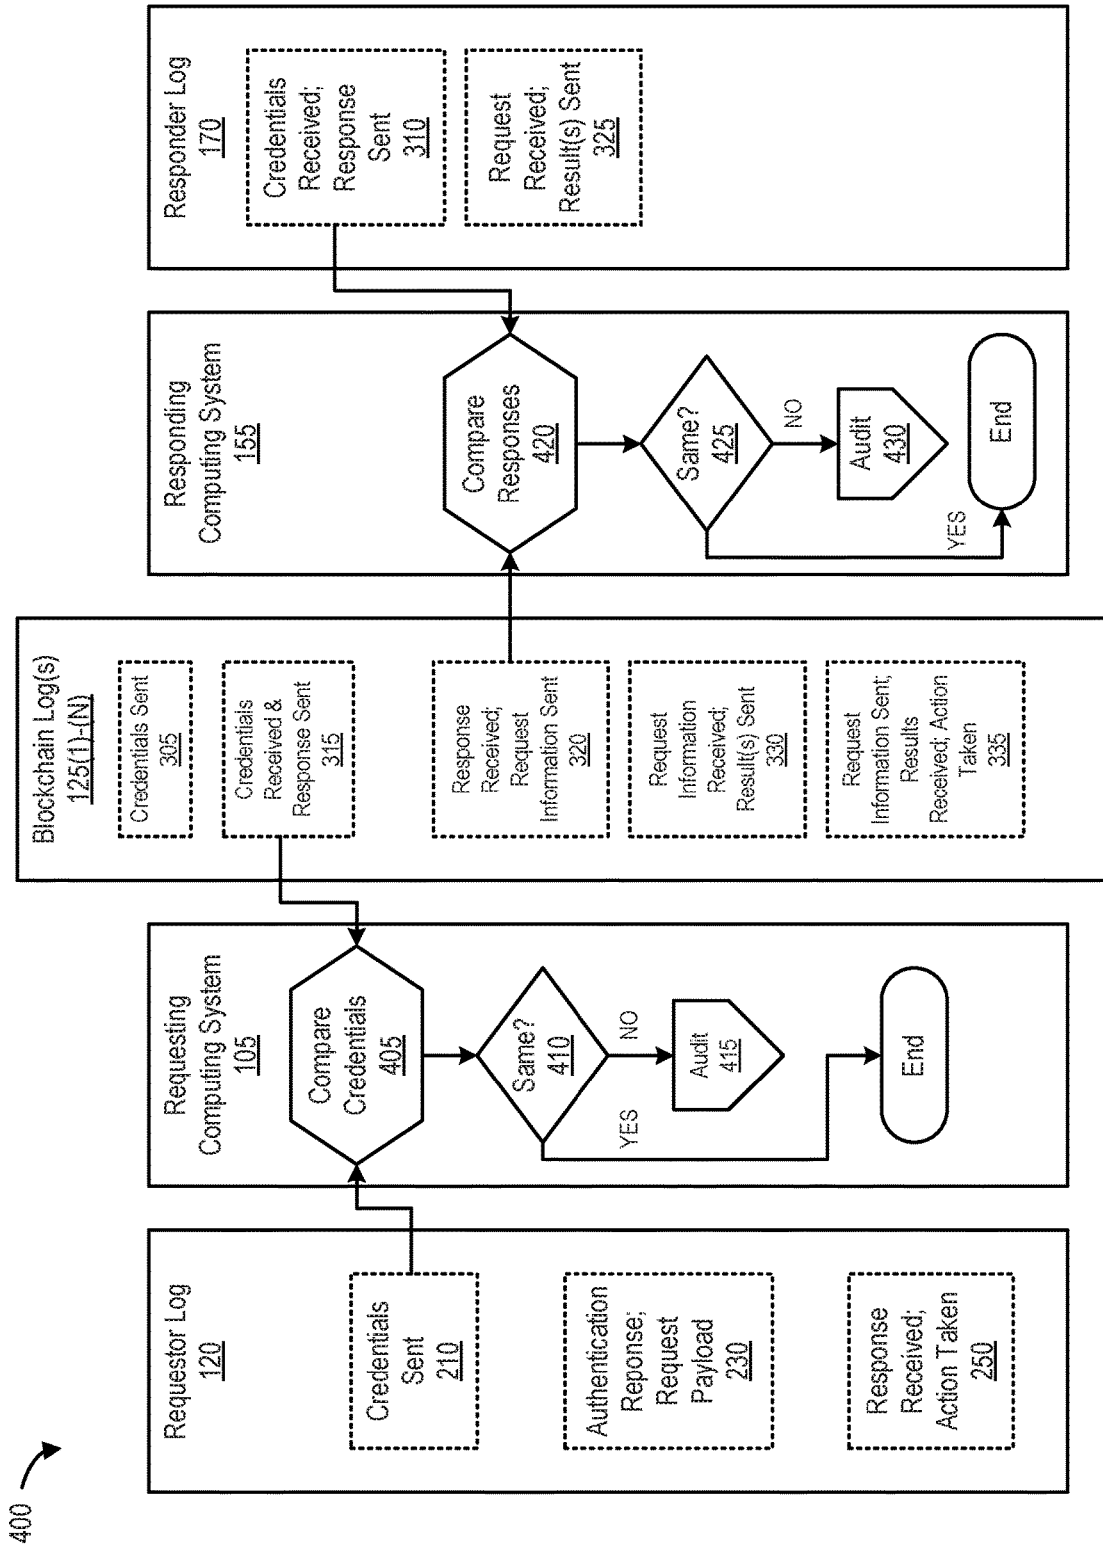 400
Requestor Log
120
Credentials
Sent
210
Authentication
Reponse;
Request
Payload
230
Response
Received;
Action Taken
250
Requesting
Computing System
105
Compare
Credentials
405
Same?
410
YES
NO
Audit
415
End
Blockchain Log(s)
125(1)-(N)
Credentials Sent
305
Credentials
Received &
Response Sent
315
Response
Received;
Request
Information Sent
320
Request
Information
Received;
Result(s) Sent
330
Request
Information Sent;
Results
Received; Action
Taken
335
Responding
Computing System
155
Compare
Responses
420
Same?
425
YES
NO
Audit
430
End
Responder Log
170
Credentials
Received;
Response
Sent
310
Request
Received;
Result(s) Sent
325